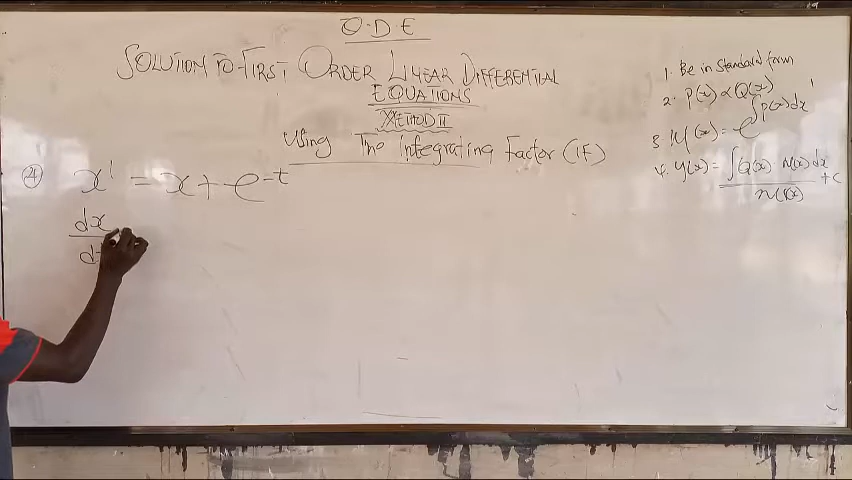 O.D.E
SOLUTION TO FIRST ORDER LINEAR DIFFERENTIAL
EQUATIONS
METHOD II
Using The Integrating Factor (IF)
1. Be in Standard form
2. P(x) & Q(x)
3. M(x) = e^∫P(x)dx
4. y(x) = ∫Q(x) M(x) dx + C / M(x)
④ x' = x + e^-t
dx